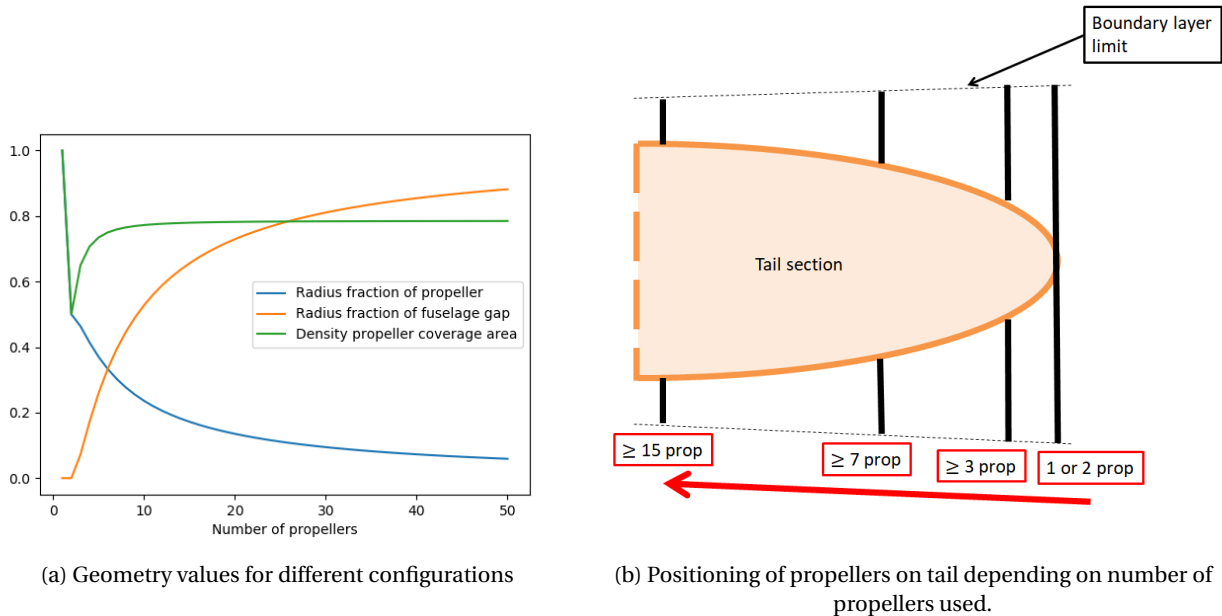 1.0
0.8
0.6
0.4
0.2
0.0
Radius fraction of propeller
Radius fraction of fuselage gap
Density propeller coverage area
0
10
20
30
40
50
Number of propellers
(a) Geometry values for different configurations
Boundary layer
limit
Tail section
≥ 15 prop
≥ 7 prop
≥ 3 prop
1 or 2 prop
(b) Positioning of propellers on tail depending on number of
propellers used.